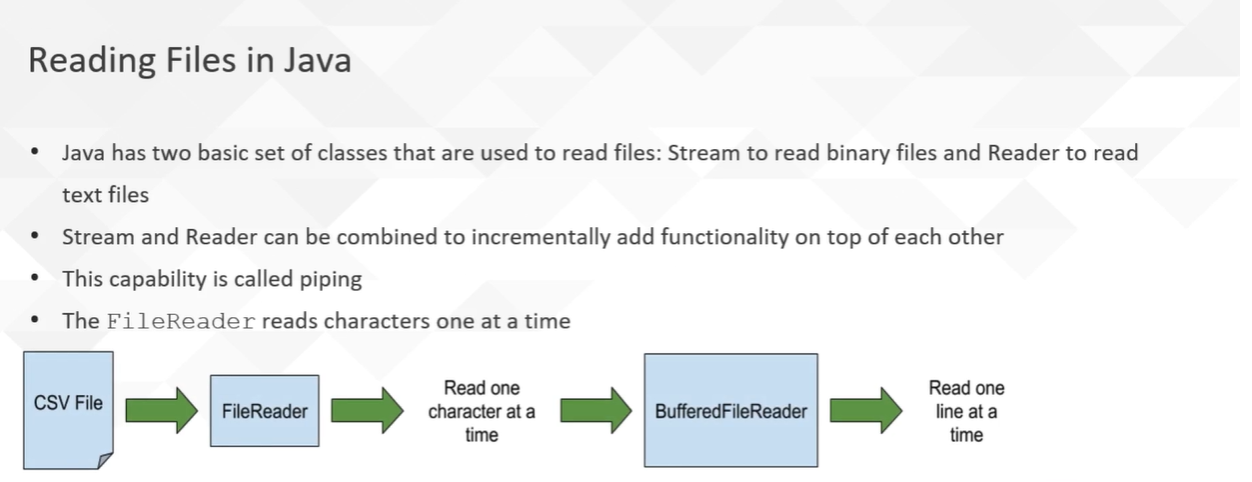 Reading Files in Java
• Java has two basic set of classes that are used to read files: Stream to read binary files and Reader to read
text files
• Stream and Reader can be combined to incrementally add functionality on top of each other
• This capability is called piping
• The FileReader reads characters one at a time
CSV File
FileReader
Read one
character at a
time
BufferedFileReader
Read one
line at a
time